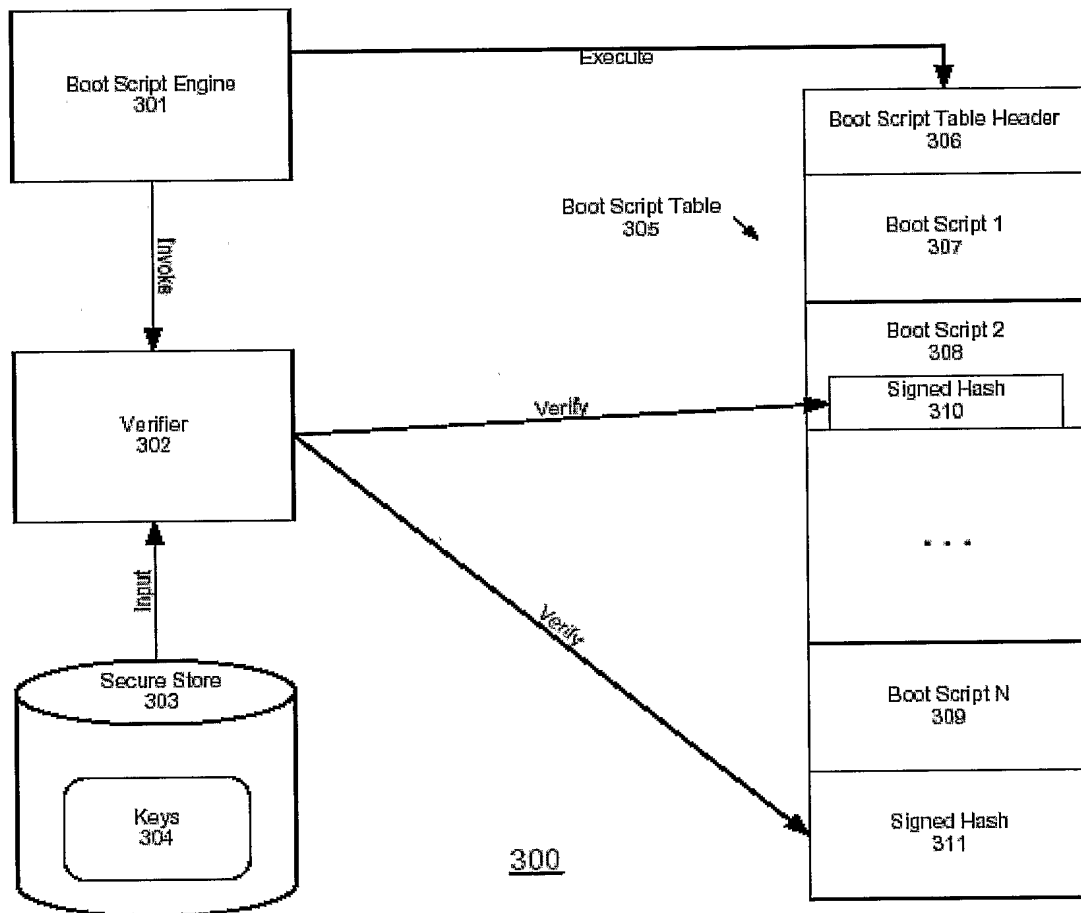 Boot Script Engine
301
Execute
Boot Script Table Header
306
Boot Script Table
305
Boot Script 1
307
Invoke
Boot Script 2
308
Signed Hash
310
Verify
Verifier
302
. . .
Input
Verify
Secure Store
303
Boot Script N
309
Keys
304
Signed Hash
311
300